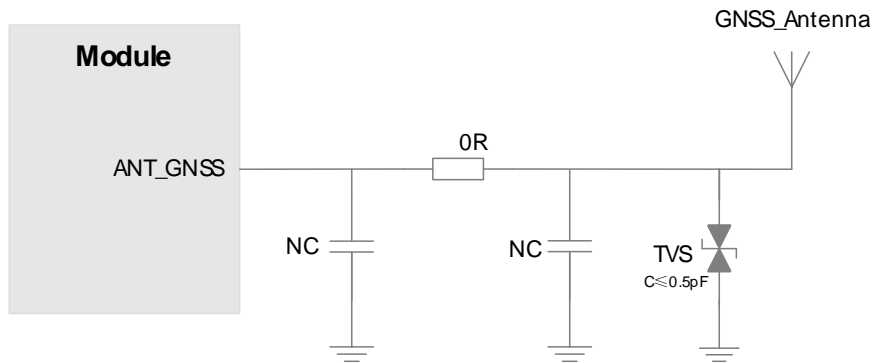 GNSS_Antenna
Module
0R
ANT_GNSS
NC
NC
TVS
C≤0.5pF